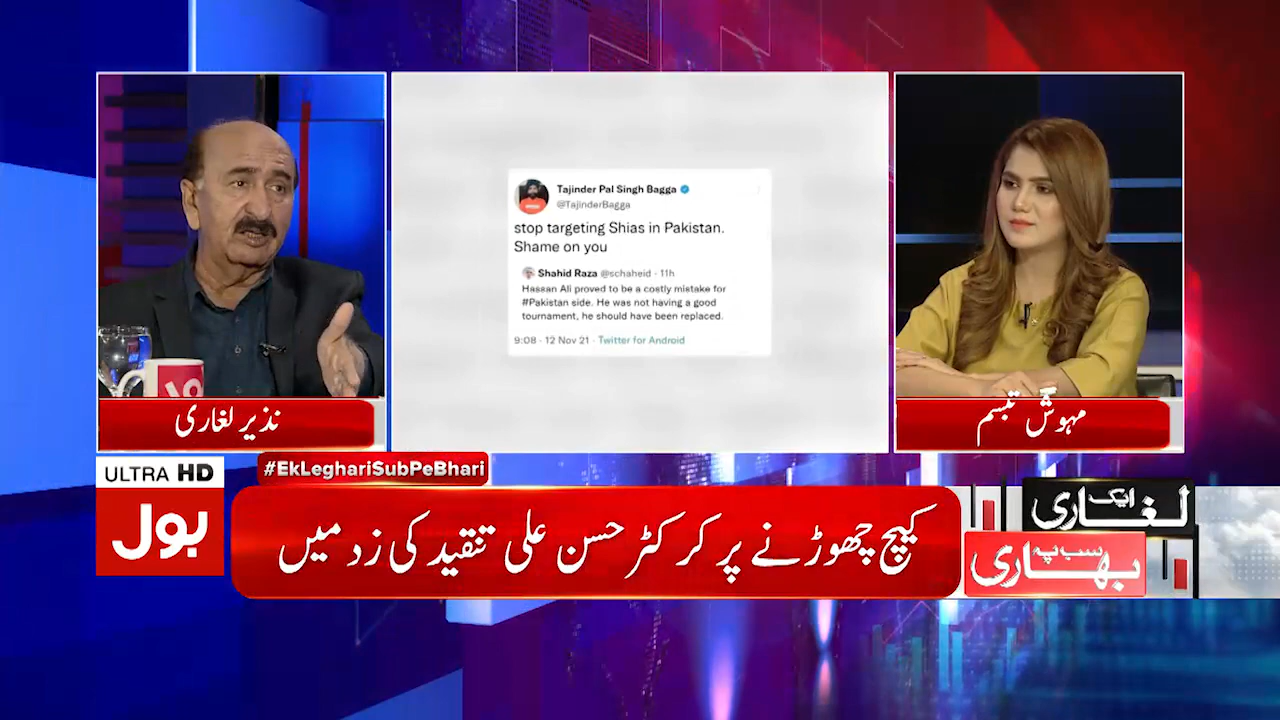 Tajinder Pal Singh Bagga
@TajinderBagga
stop targeting Shias in Pakistan.
Shame on you
Shahid Raza @schaheid · 11h
Hassan Ali proved to be a costly mistake for
#Pakistan side. He was not having a good
tournament, he should have been replaced.
9:08 · 12 Nov 21 · Twitter for Android
نذیر لغاری
مہوش تبسم
ULTRA HD
بول
#EkLeghariSubPeBhari
کیچ چھوڑنے پر کرکٹر حسن علی تنقید کی زد میں
ایک
لغاری
سب پہ
بھاری